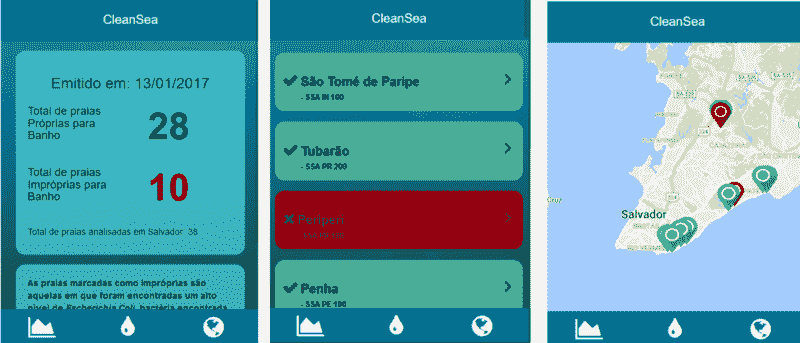 CleanSea
Emitido em: 13/01/2017
Total de praias
Próprias para
Banho
28
Total de praias
Impróprias para
Banho
10
Total de praias analisadas em Salvador: 38
As praias marcadas como impróprias são
aquelas em que foram encontradas um alto
nível de Escherichia Coli, bactéria encontrada
CleanSea
São Tomé de Paripe
- SSA IN 100
Tubarão
- SSA PR 200
Periperi
Penha
- SSA PE 100
CleanSea
Salvador